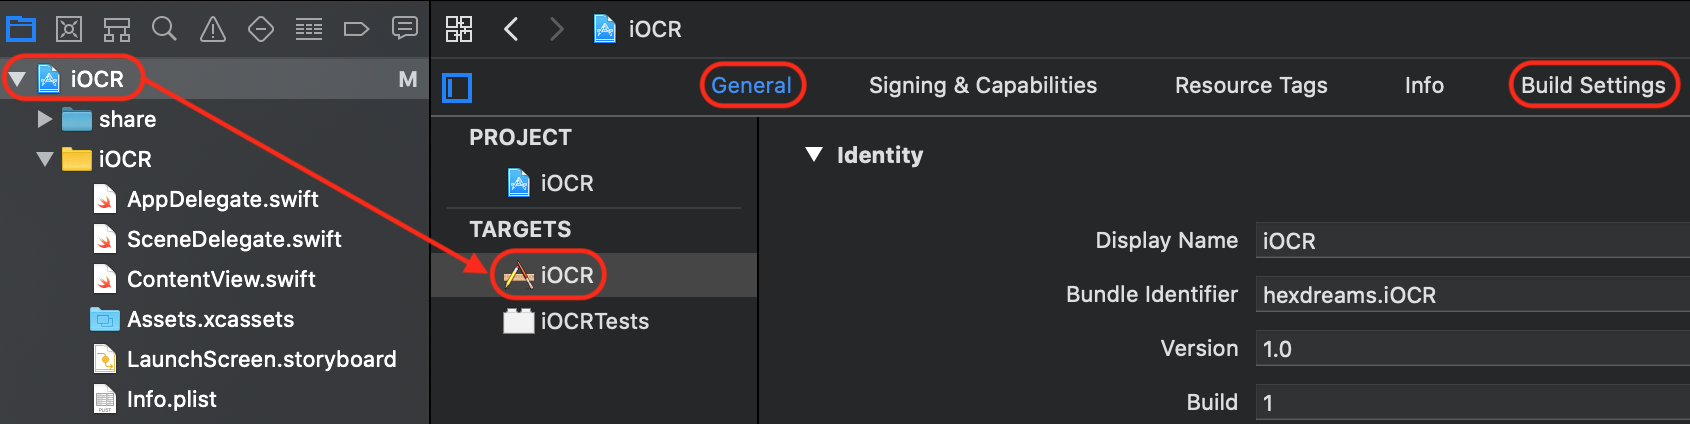 iOCR
iOCR M
General Signing & Capabilities Resource Tags Info Build Settings
share
iOCR
AppDelegate.swift
SceneDelegate.swift
ContentView.swift
Assets.xcassets
LaunchScreen.storyboard
Info.plist
PROJECT
iOCR
TARGETS
iOCR
iOCRTests
Identity
Display Name iOCR
Bundle Identifier hexdreams.iOCR
Version 1.0
Build 1